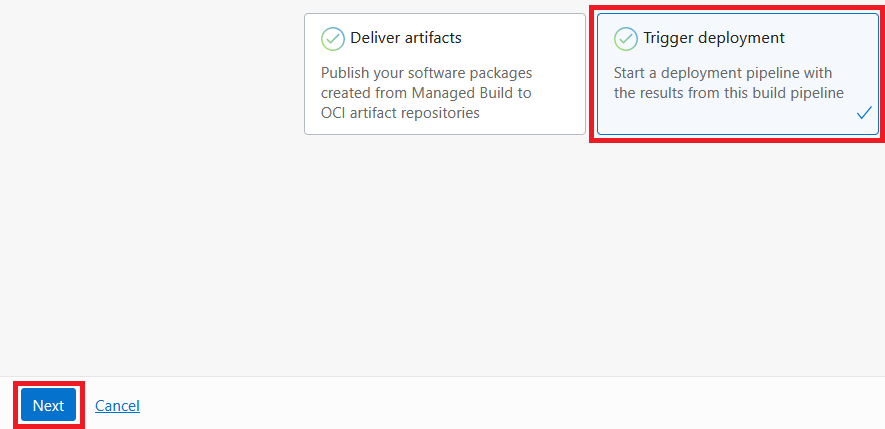 Deliver artifacts
Publish your software packages
created from Managed Build to
OCI artifact repositories
Trigger deployment
Start a deployment pipeline with
the results from this build pipeline
Next
Cancel